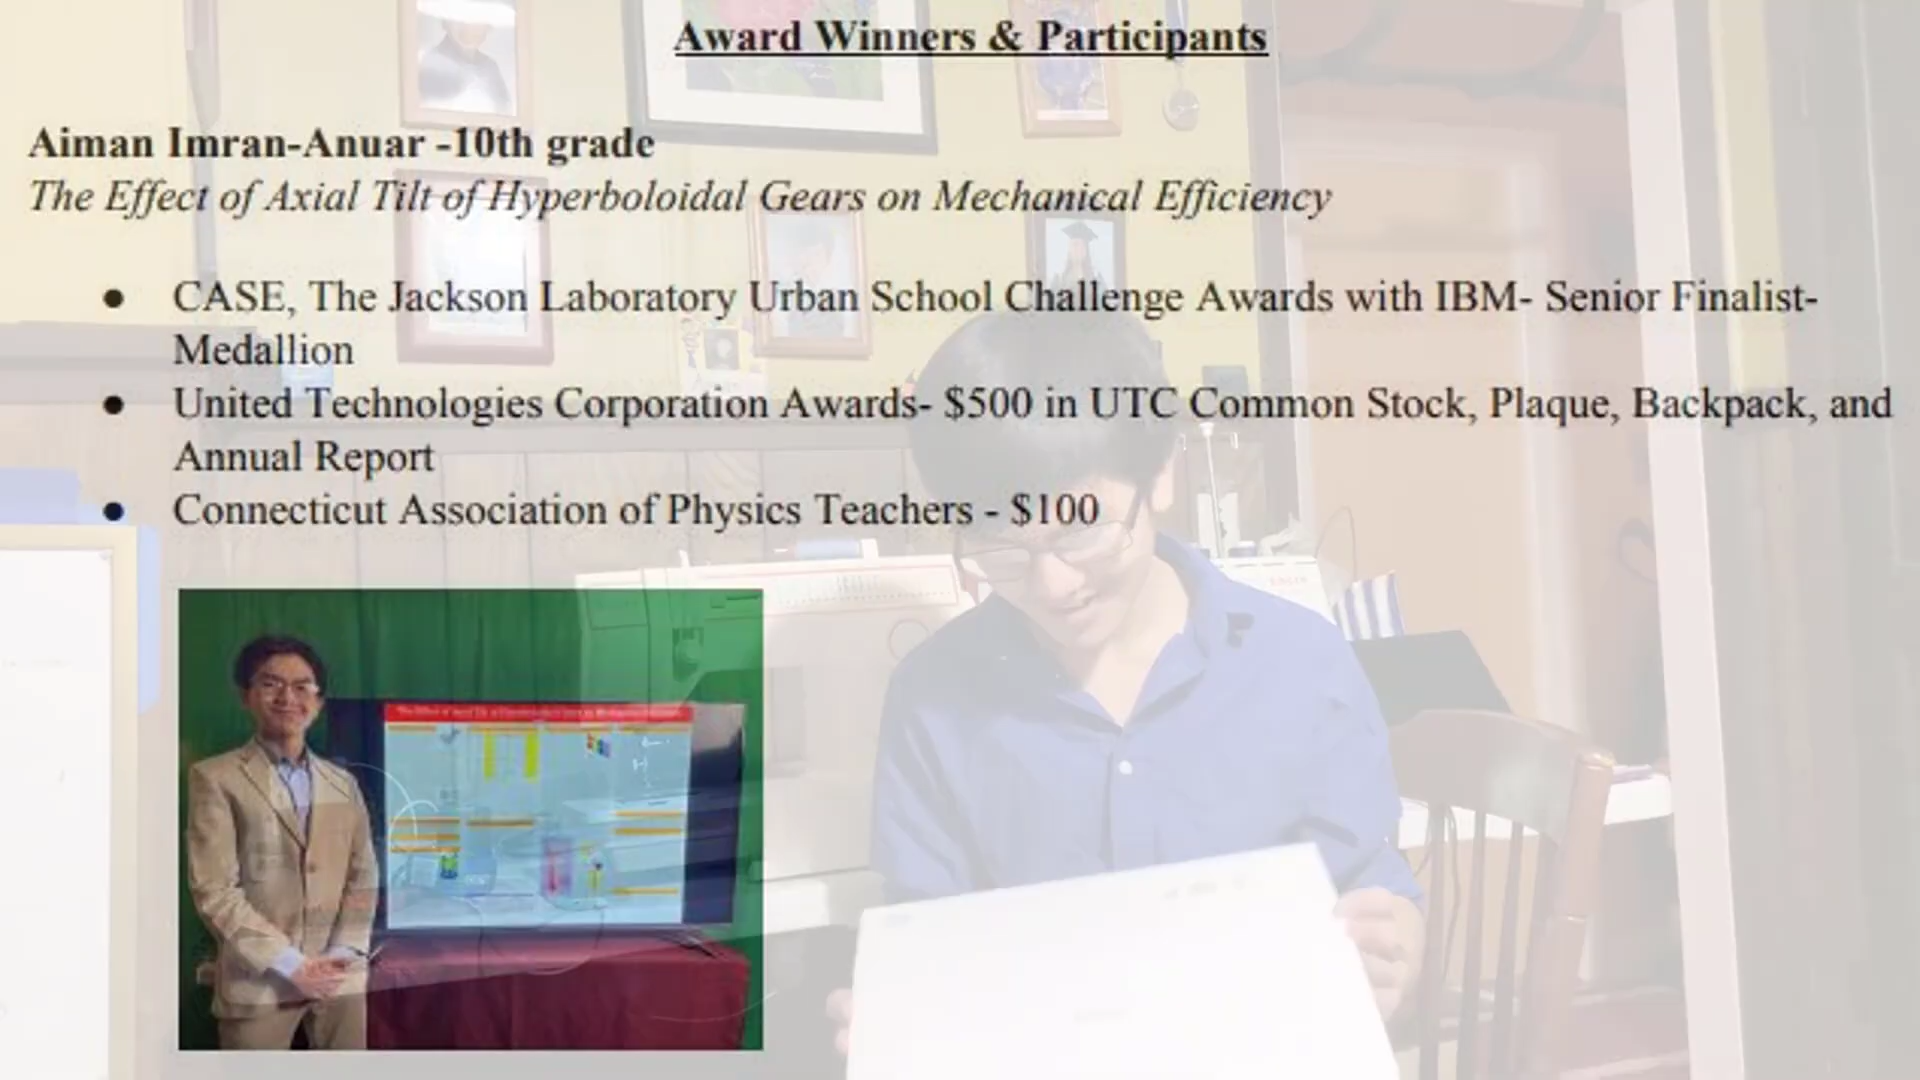 Award Winners & Participants
Aiman Imran-Anuar -10th grade
The Effect of Axial Tilt of Hyperboloidal Gears on Mechanical Efficiency
● CASE, The Jackson Laboratory Urban School Challenge Awards with IBM- Senior Finalist-
Medallion
● United Technologies Corporation Awards- $500 in UTC Common Stock, Plaque, Backpack, and
Annual Report
● Connecticut Association of Physics Teachers - $100